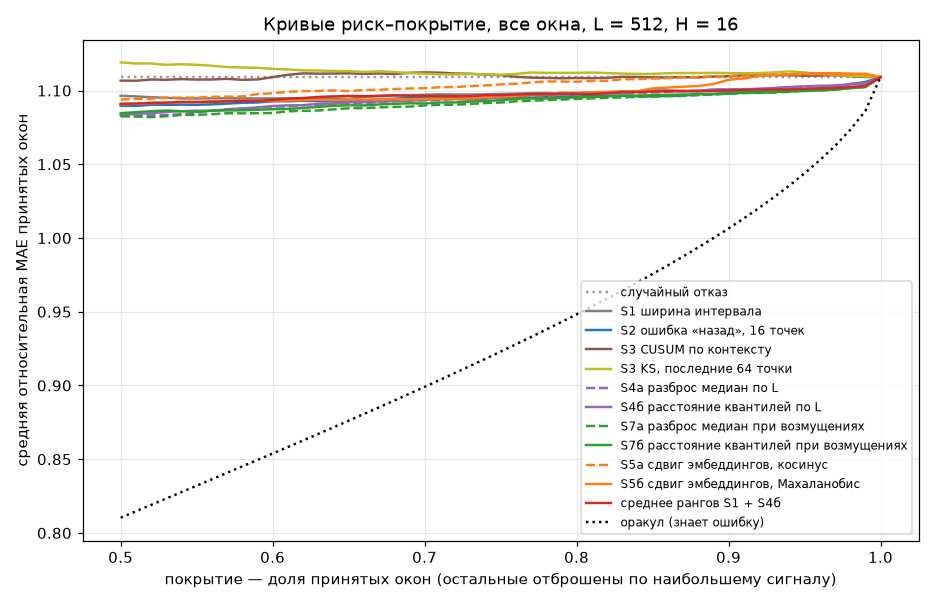 Кривые риск–покрытие, все окна, L = 512, H = 16
средняя относительная MAE принятых окон
1.10
1.05
1.00
0.95
0.90
0.85
0.80
случайный отказ
S1 ширина интервала
S2 ошибка «назад», 16 точек
S3 CUSUM по контексту
S3 KS, последние 64 точки
S4а разброс медиан по L
S4б расстояние квантилей по L
S7а разброс медиан при возмущениях
S7б расстояние квантилей при возмущениях
S5а сдвиг эмбеддингов, косинус
S5б сдвиг эмбеддингов, Махаланобис
среднее рангов S1 + S4б
оракул (знает ошибку)
0.5 0.6 0.7 0.8 0.9 1.0
покрытие — доля принятых окон (остальные отброшены по наибольшему сигналу)